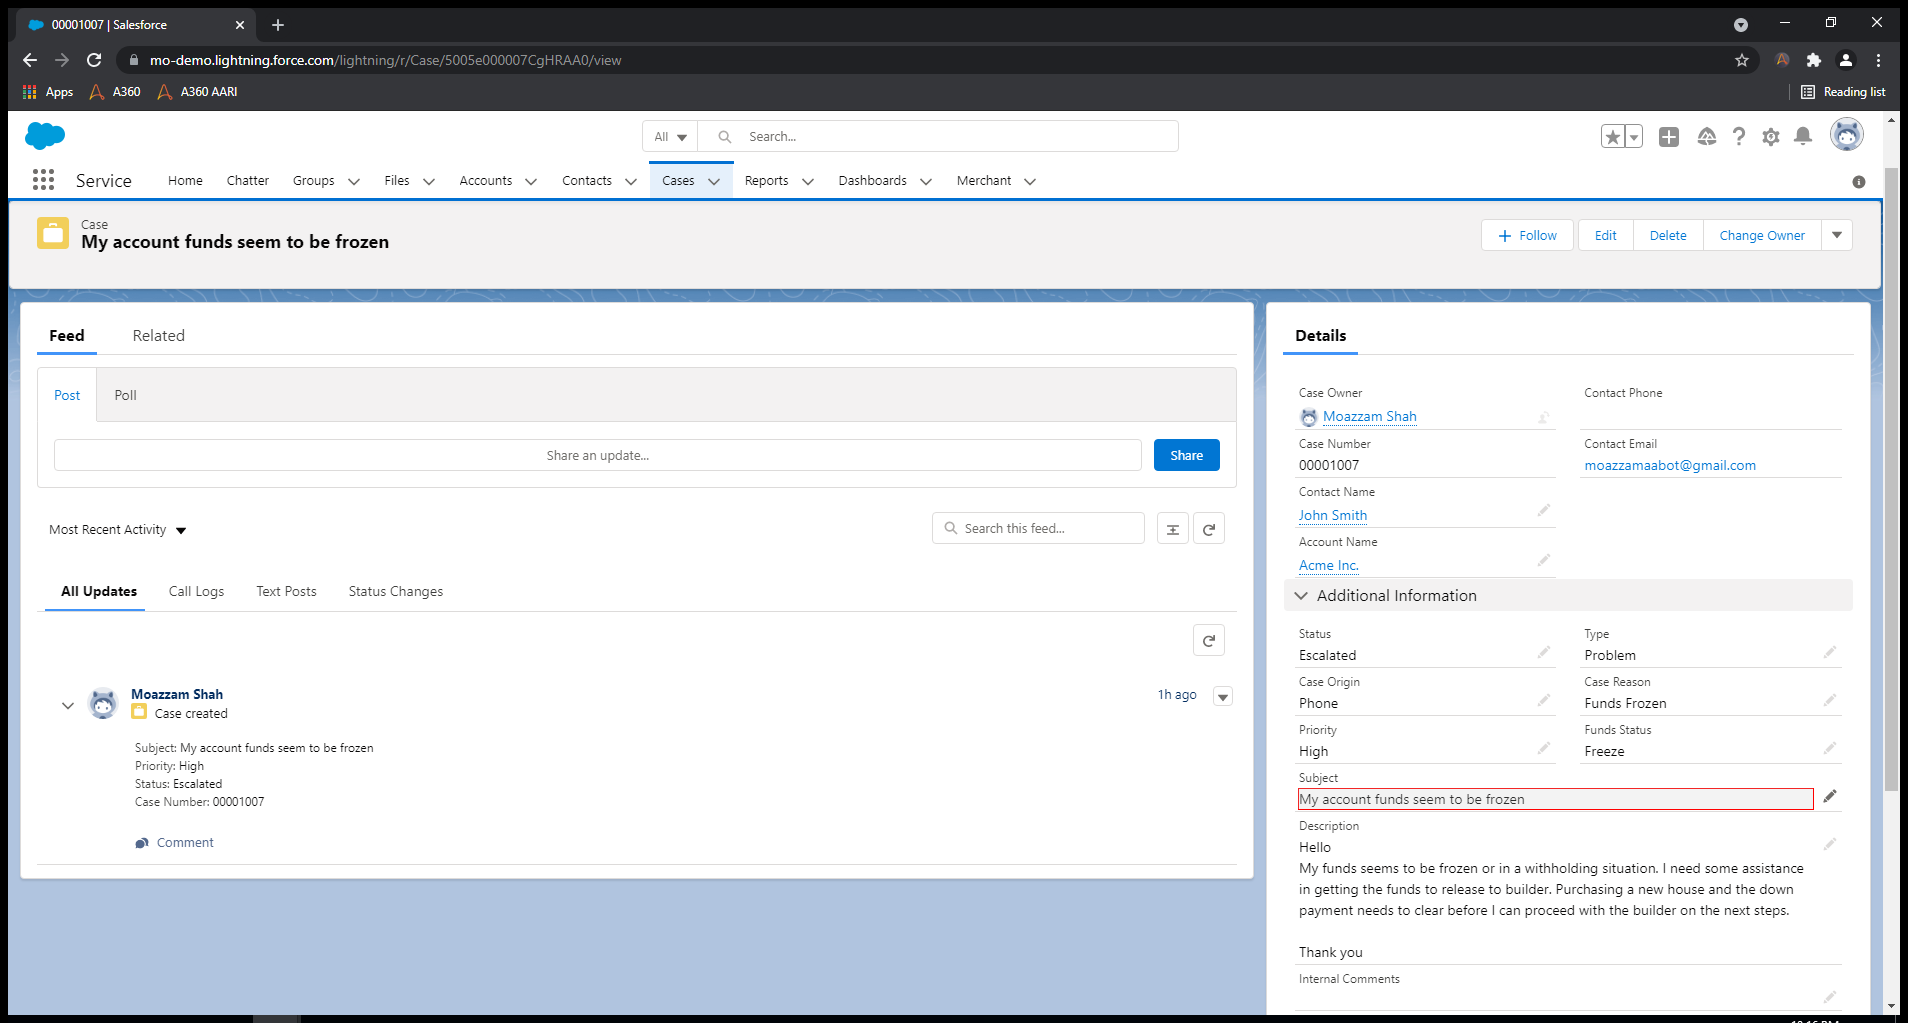 00001007 | Salesforce
mo-demo.lightning.force.com/lightning/r/Case/5005e000007CgHRAA0/view
Apps A360 A360 AARI Reading list
All Search...
Service Home Chatter Groups Files Accounts Contacts Cases Reports Dashboards Merchant
Case
My account funds seem to be frozen
Follow Edit Delete Change Owner
Feed Related
Post Poll
Share an update... Share
Most Recent Activity Search this feed...
All Updates Call Logs Text Posts Status Changes
Moazzam Shah 1h ago
Case created
Subject: My account funds seem to be frozen
Priority: High
Status: Escalated
Case Number: 00001007
Comment
Details
Case Owner Contact Phone
Moazzam Shah
Case Number Contact Email
00001007 moazzamaabot@gmail.com
Contact Name
John Smith
Account Name
Acme Inc.
Additional Information
Status Type
Escalated Problem
Case Origin Case Reason
Phone Funds Frozen
Priority Funds Status
High Freeze
Subject
My account funds seem to be frozen
Description
Hello
My funds seems to be frozen or in a withholding situation. I need some assistance
in getting the funds to release to builder. Purchasing a new house and the down
payment needs to clear before I can proceed with the builder on the next steps.
Thank you
Internal Comments